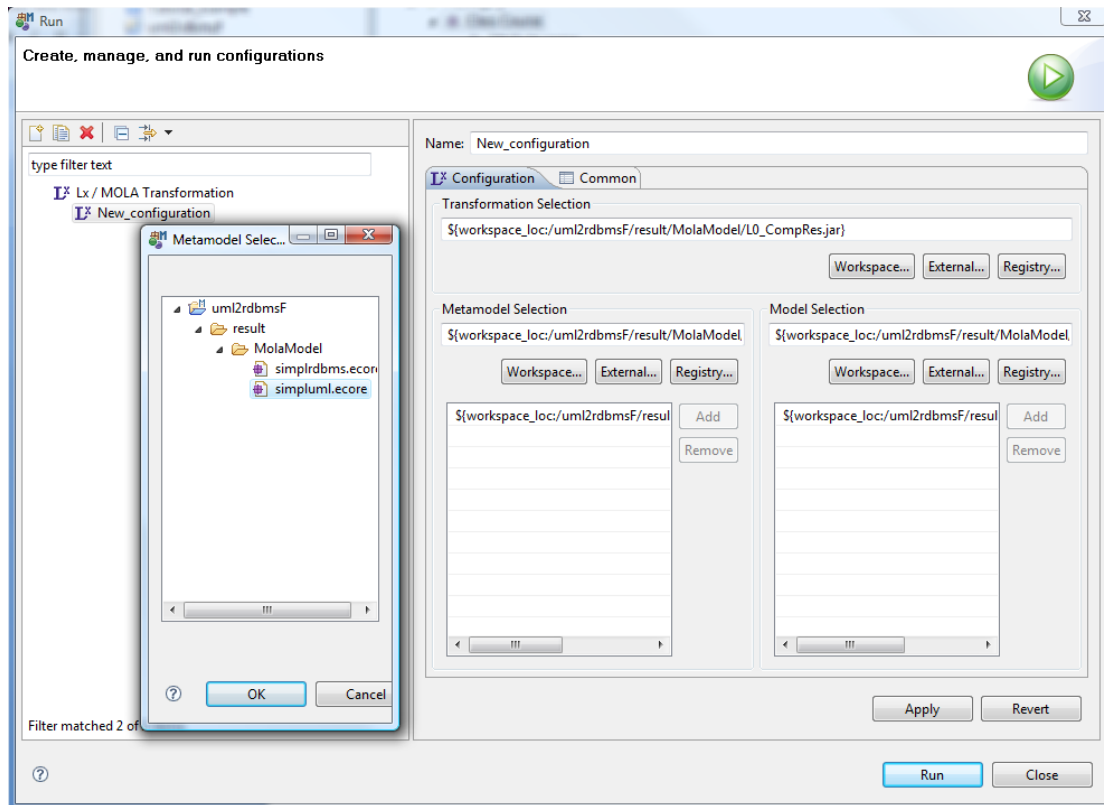 Run
Create, manage, and run configurations
type filter text
Lx / MOLA Transformation
New_configuration
Filter matched 2 of
Metamodel Selec...
uml2rdbmsF
result
MolaModel
simplrdbms.ecor
simpluml.ecore
OK
Cancel
Name: New_configuration
Configuration
Common
Transformation Selection
${workspace_loc:/uml2rdbmsF/result/MolaModel/L0_CompRes.jar}
Workspace... External... Registry...
Metamodel Selection
${workspace_loc:/uml2rdbmsF/result/MolaModel,
Workspace... External... Registry...
${workspace_loc:/uml2rdbmsF/resul
Add
Remove
Model Selection
${workspace_loc:/uml2rdbmsF/result/MolaModel,
Workspace... External... Registry...
${workspace_loc:/uml2rdbmsF/resul
Add
Remove
Apply Revert
Run Close